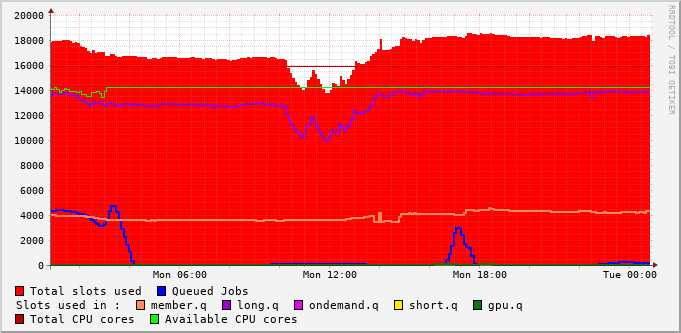 20000
18000
16000
14000
12000
10000
8000
6000
4000
2000
0
Mon 06:00 Mon 12:00 Mon 18:00 Tue 00:00
RRDTOOL / TOBI OETIKER
Total slots used Queued Jobs
Slots used in : member.q long.q ondemand.q short.q gpu.q
Total CPU cores Available CPU cores